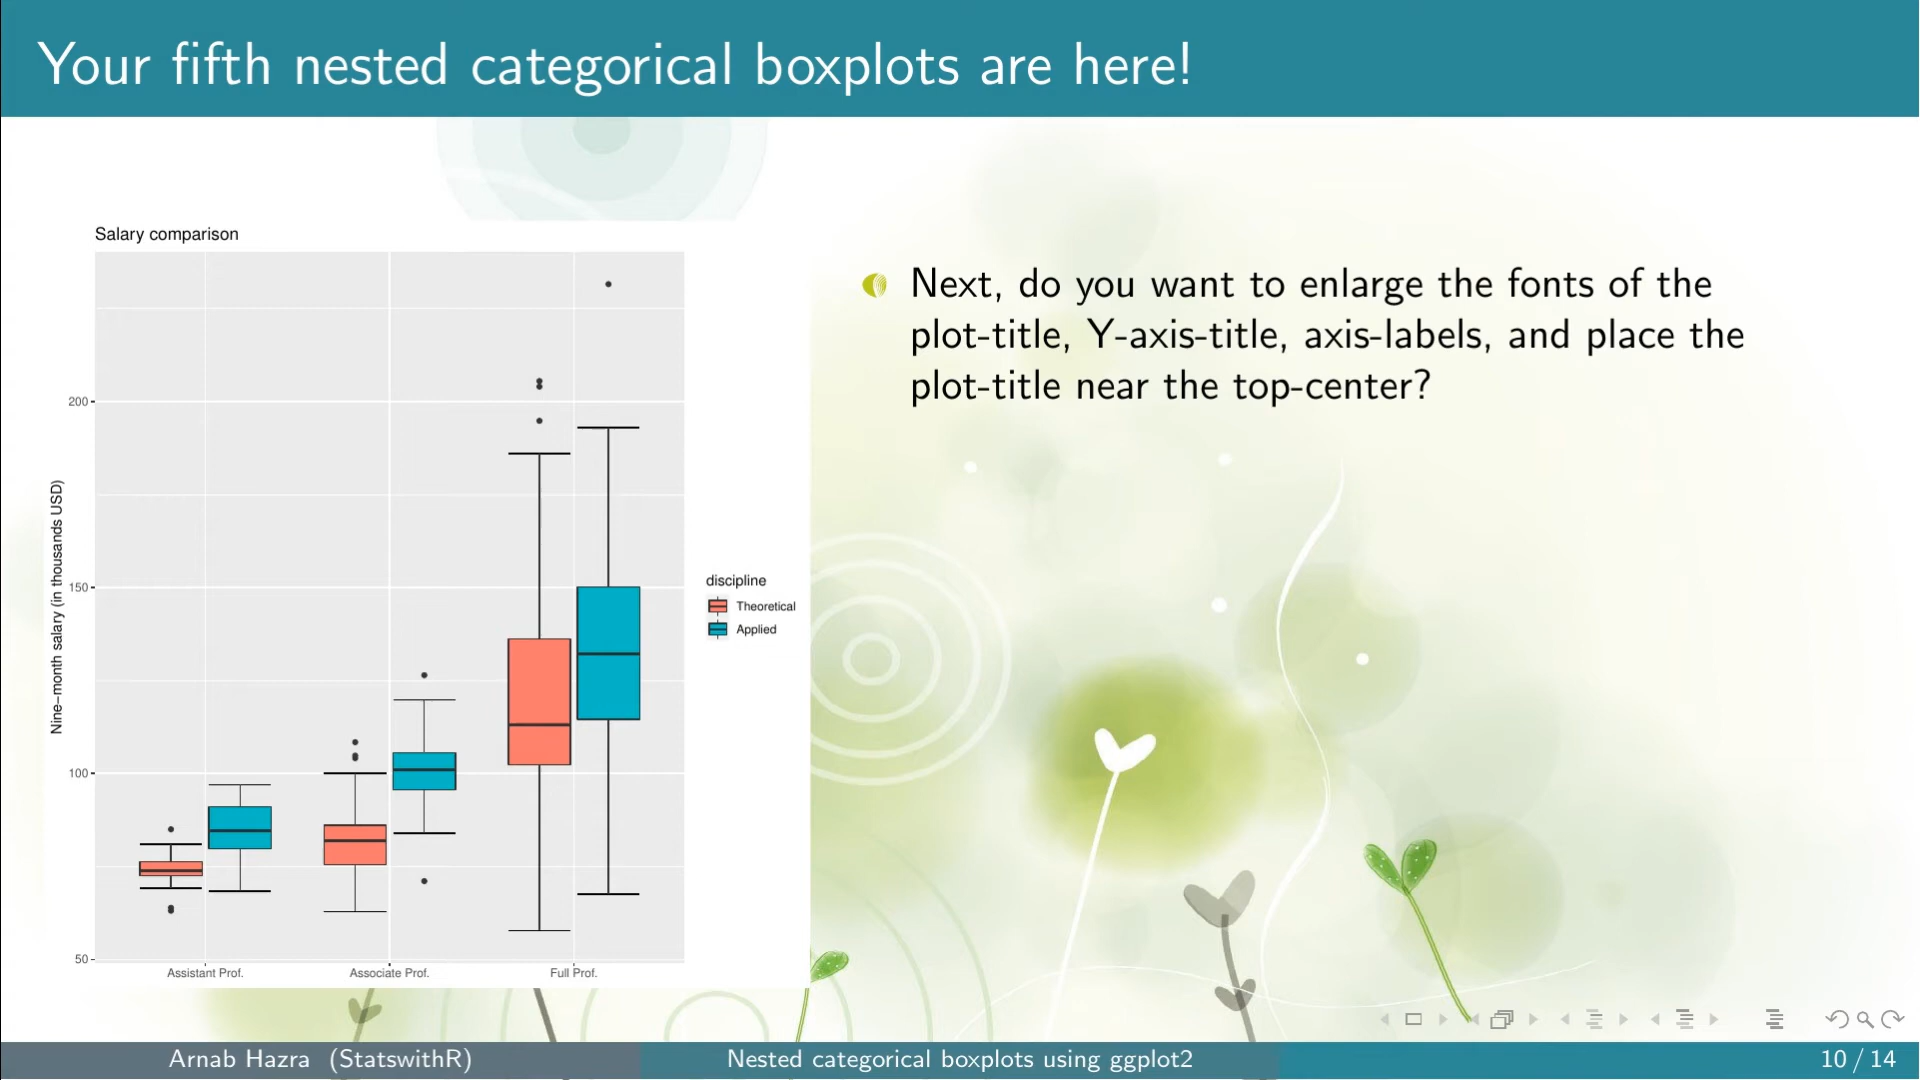 Your fifth nested categorical boxplots are here!
Salary comparison
Next, do you want to enlarge the fonts of the
plot-title, Y-axis-title, axis-labels, and place the
plot-title near the top-center?
Nine−month salary (in thousands USD)
200
150
100
50
Assistant Prof.
Associate Prof.
Full Prof.
discipline
Theoretical
Applied
Arnab Hazra (StatswithR)
Nested categorical boxplots using ggplot2
10 / 14